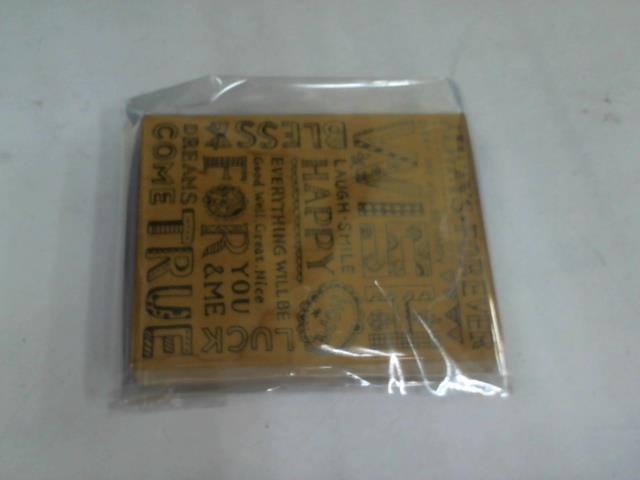 ALWAYS·FOREVER
WISH
LAUGH·SMILE
HAPPY
BLESS
EVERYTHING WILL BE
Good.Well.Great.Nice
LUCK
FOR
YOU
& ME
DREAMS
COME
TRUE